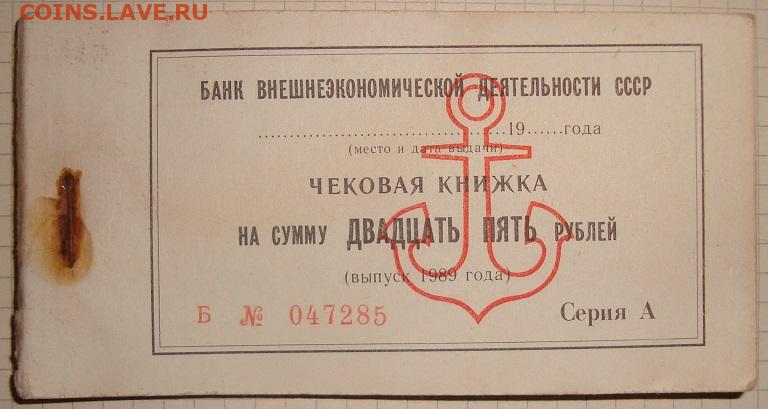 COINS.LAVE.RU
БАНК ВНЕШНЕЭКОНОМИЧЕСКОЙ ДЕЯТЕЛЬНОСТИ СССР
......................................19......года
(место и дата выдачи)
ЧЕКОВАЯ КНИЖКА
НА СУММУ ДВАДЦАТЬ ПЯТЬ РУБЛЕЙ
(выпуск 1989 года)
Б № 047285 Серия А